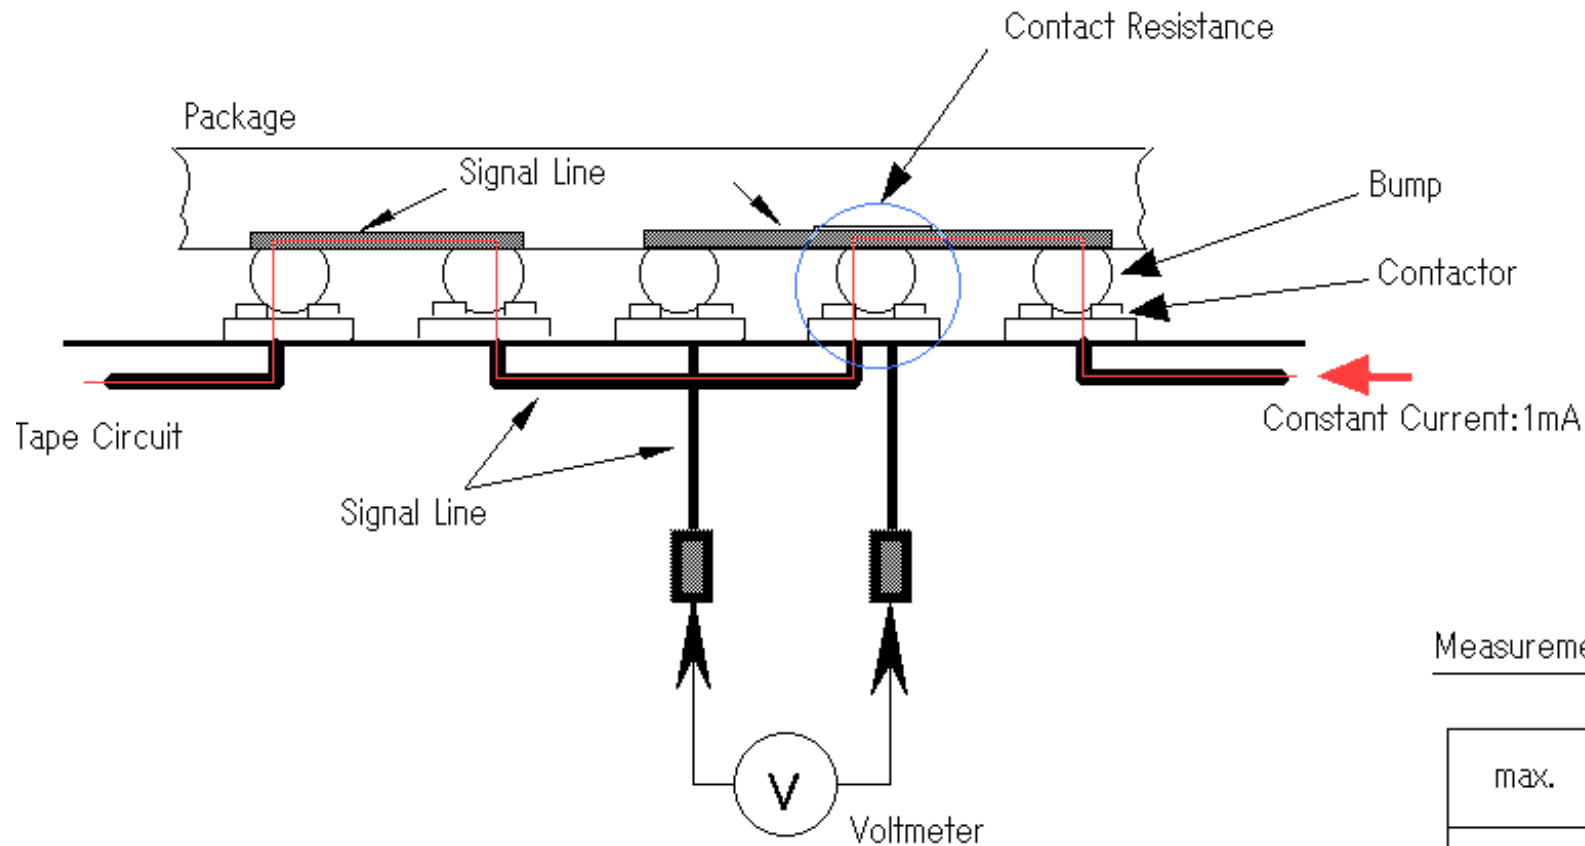 Contact Resistance
Package
Signal Line
Bump
Contactor
Tape Circuit
Constant Current:1mA
Signal Line
V
Voltmeter
max.